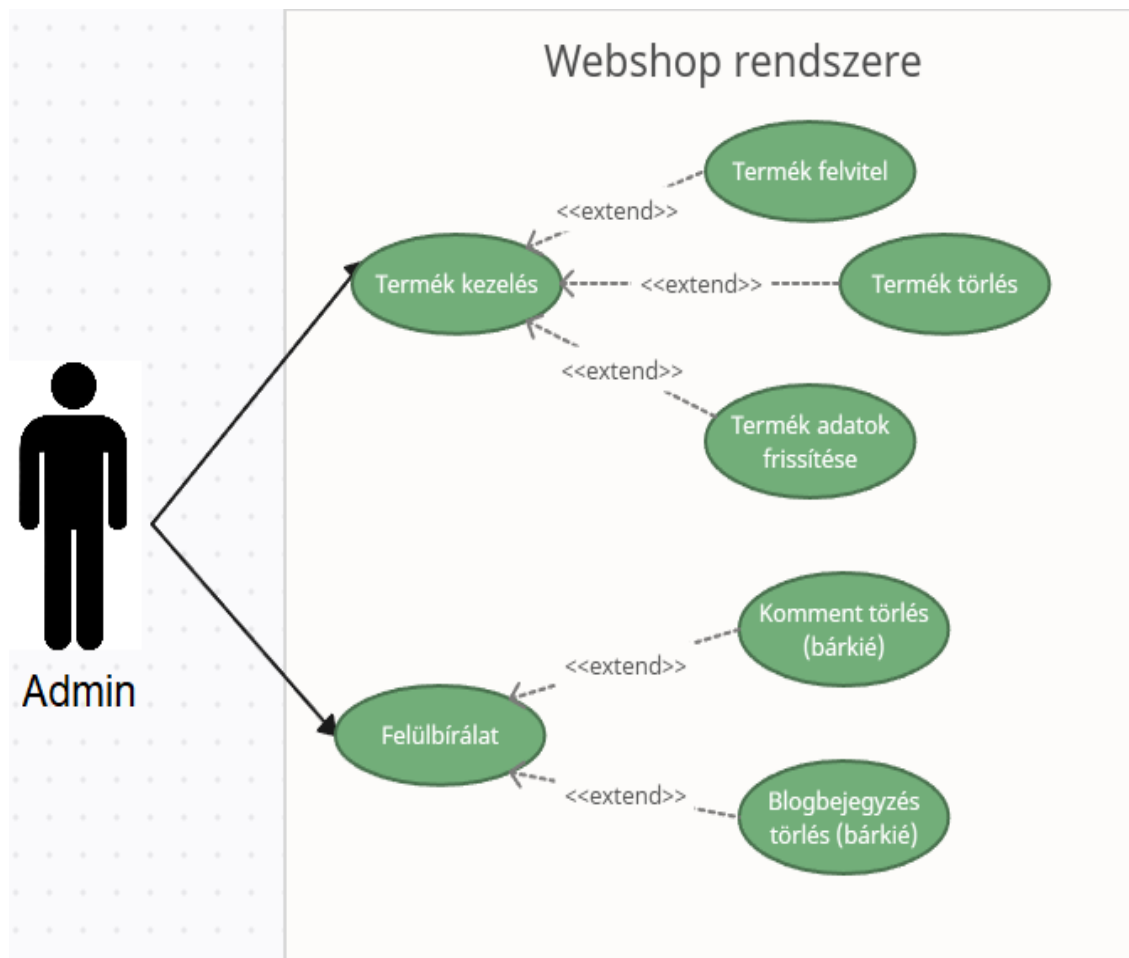 Webshop rendszere
Termék felvitel
<<extend>>
Termék kezelés
<<extend>>
Termék törlés
<<extend>>
Termék adatok
frissítése
Admin
Komment törlés
(bárkié)
<<extend>>
Felülbírálat
<<extend>>
Blogbejegyzés
törlés (bárkié)